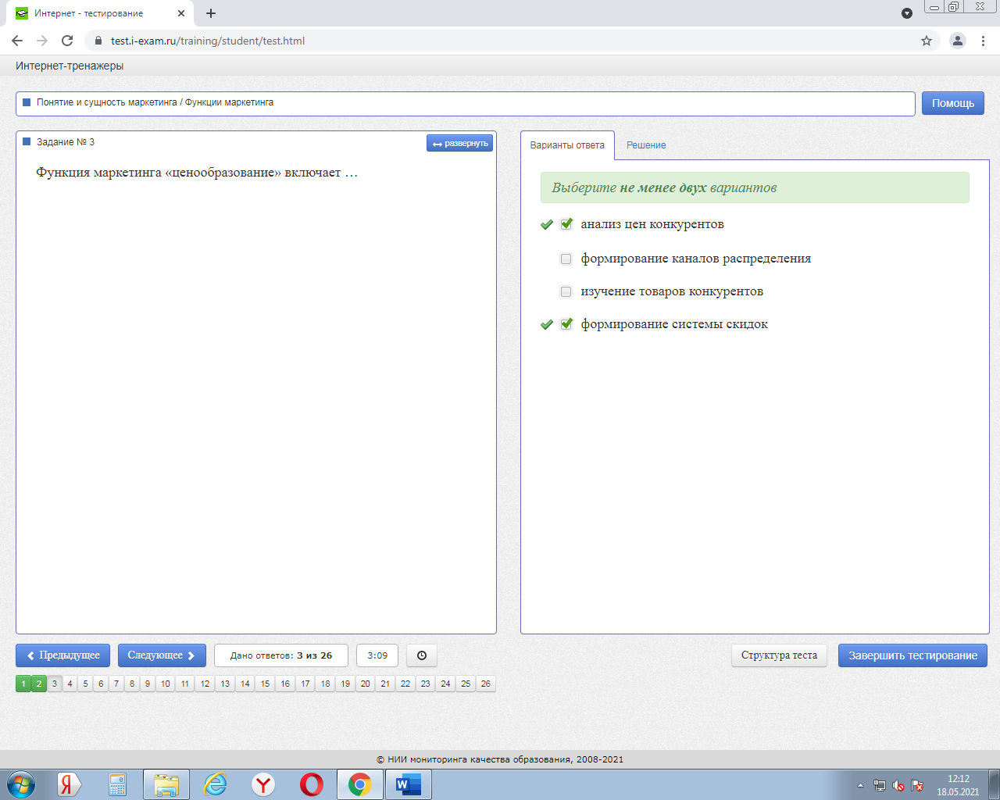 Интернет - тестирование
test.i-exam.ru/training/student/test.html
Интернет-тренажеры
Понятие и сущность маркетинга / Функции маркетинга
Помощь
Задание № 3
развернуть
Функция маркетинга «ценообразование» включает …
Варианты ответа
Решение
Выберите не менее двух вариантов
анализ цен конкурентов
формирование каналов распределения
изучение товаров конкурентов
формирование системы скидок
Предыдущее
Следующее
Дано ответов: 3 из 26
3:09
Структура теста
Завершить тестирование
1 2 3 4 5 6 7 8 9 10 11 12 13 14 15 16 17 18 19 20 21 22 23 24 25 26
© НИИ мониторинга качества образования, 2008-2021
12:12
18.05.2021